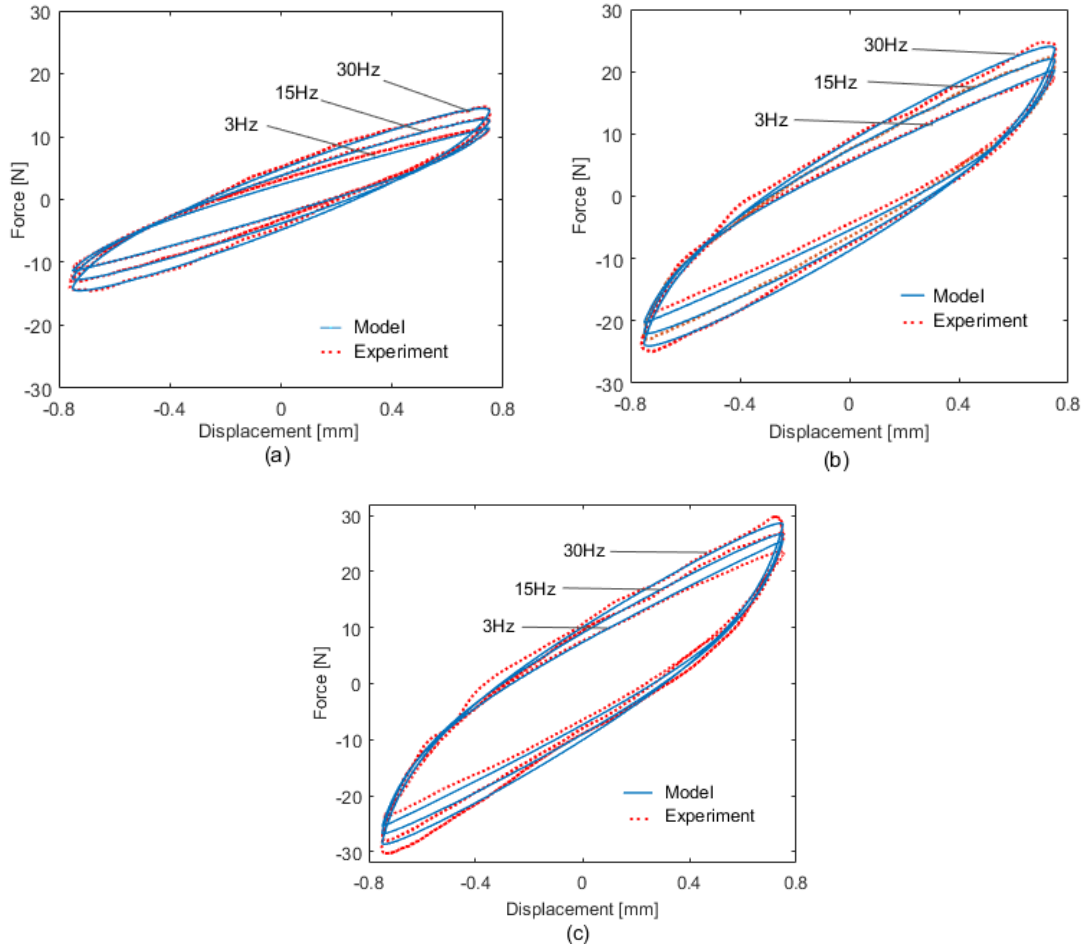 30
20
10
0
-10
-20
-30
Force [N]
30Hz
15Hz
3Hz
Model
Experiment
-0.8
-0.4
0
0.4
0.8
Displacement [mm]
(a)
30
20
10
0
-10
-20
-30
Force [N]
30Hz
15Hz
3Hz
Model
Experiment
-0.8
-0.4
0
0.4
0.8
Displacement [mm]
(b)
30
20
10
0
-10
-20
-30
Force [N]
30Hz
15Hz
3Hz
Model
Experiment
-0.8
-0.4
0
0.4
0.8
Displacement [mm]
(c)